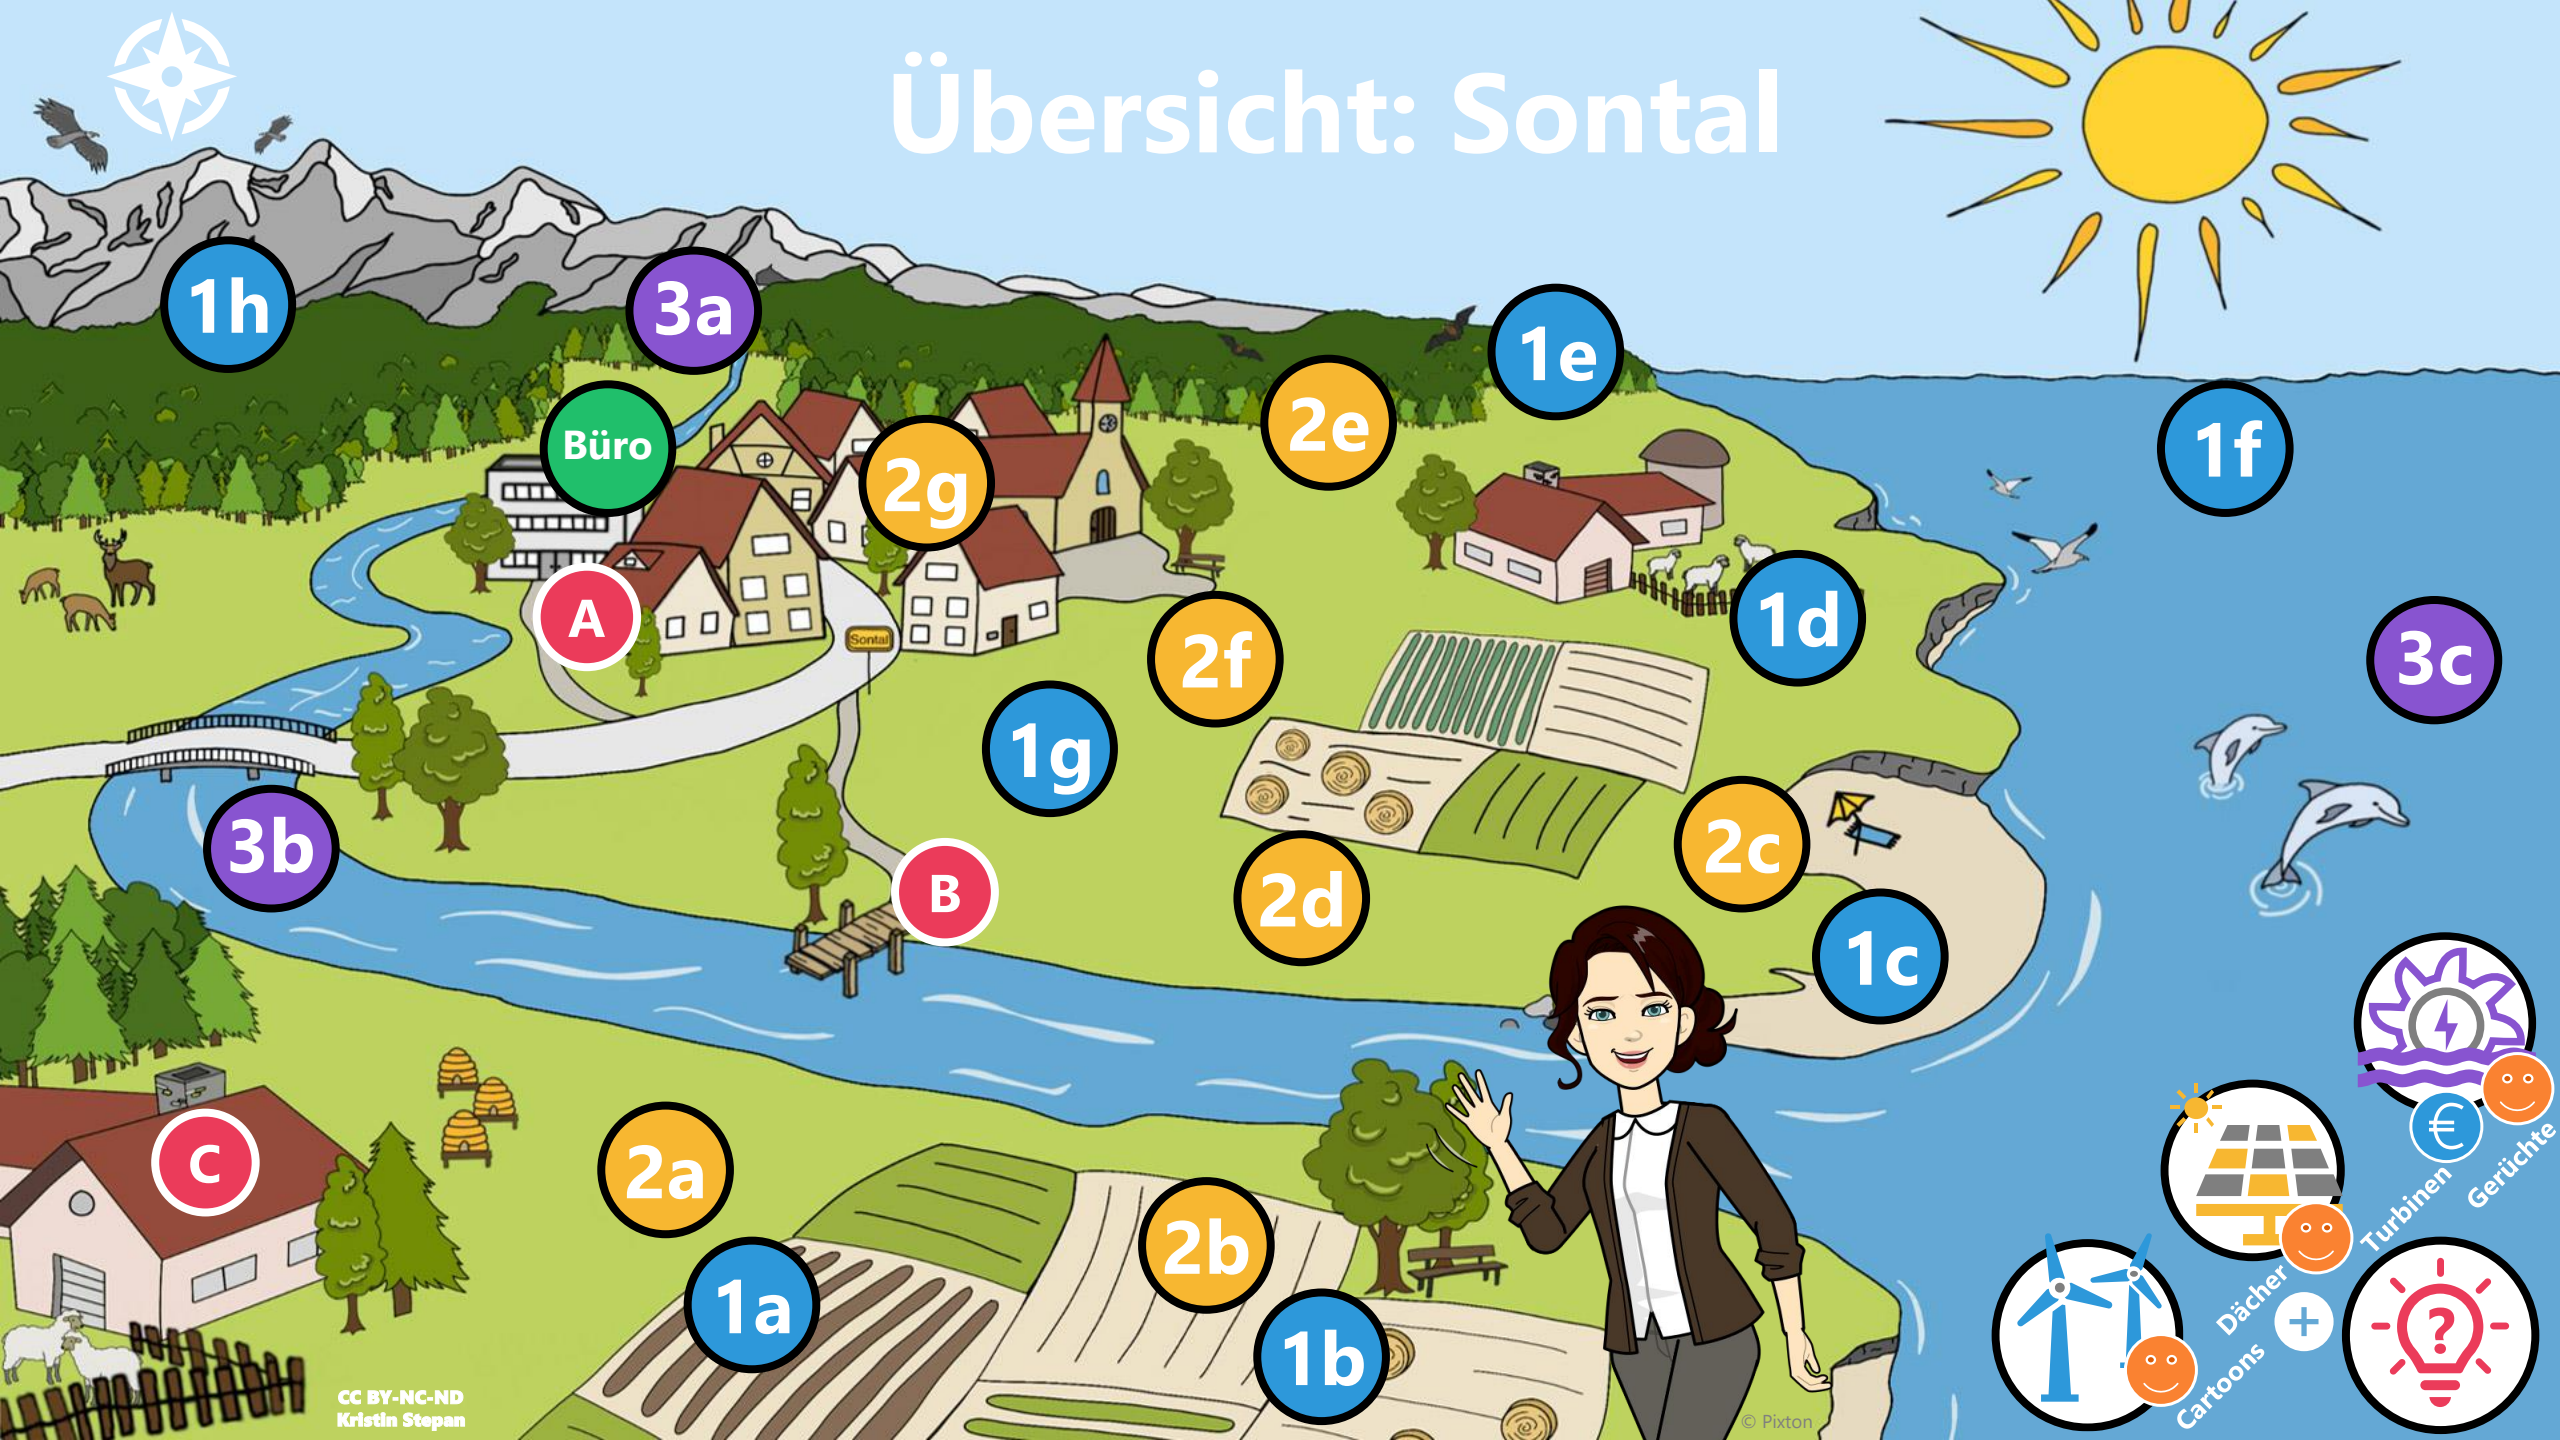 Übersicht: Sontal
1h
3a
1e
2e
1f
Büro
2g
A
Sontal
1d
2f
3c
1g
3b
2c
B
2d
1c
C
2a
2b
1a
1b
€
Gerüchte
Turbinen
Dächer
+
Cartoons
?
CC BY-NC-ND
Kristin Stepan
© Pixton